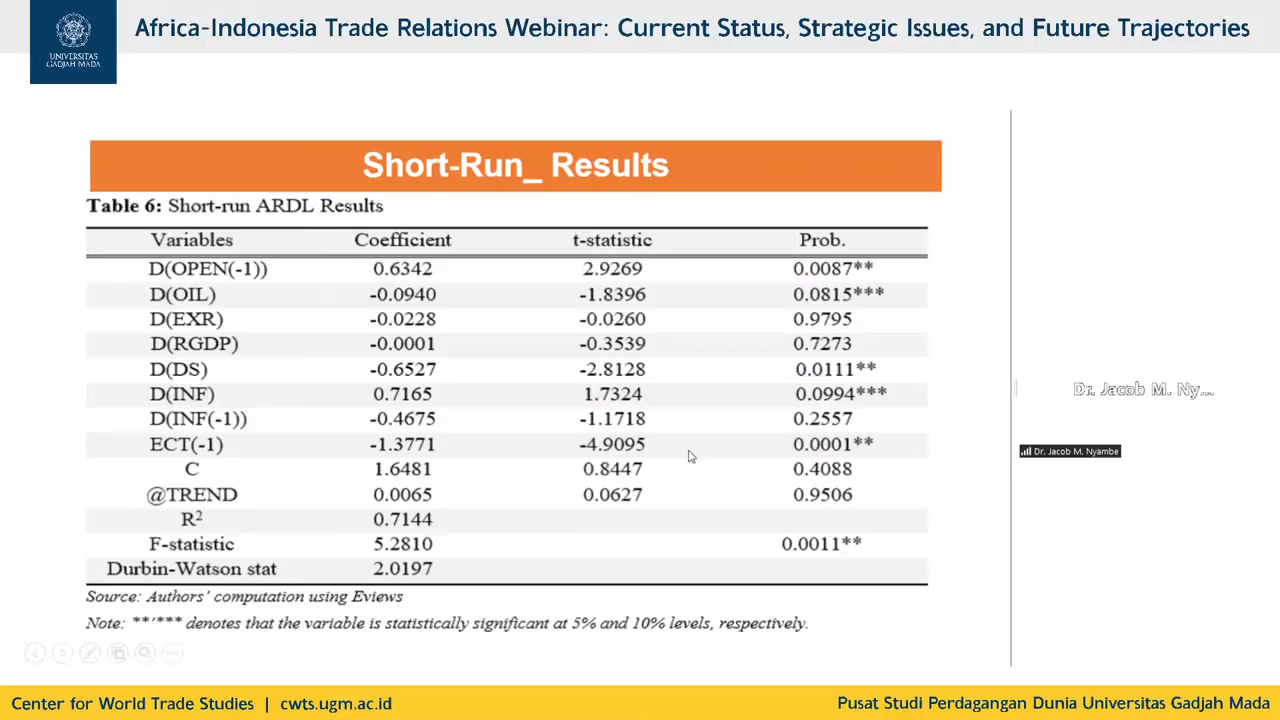 Africa-Indonesia Trade Relations Webinar: Current Status, Strategic Issues, and Future Trajectories
UNIVERSITAS
GADJAH MADA
Short-Run_ Results
Table 6: Short-run ARDL Results
Variables Coefficient t-statistic Prob.
D(OPEN(-1)) 0.6342 2.9269 0.0087**
D(OIL) -0.0940 -1.8396 0.0815***
D(EXR) -0.0228 -0.0260 0.9795
D(RGDP) -0.0001 -0.3539 0.7273
D(DS) -0.6527 -2.8128 0.0111**
D(INF) 0.7165 1.7324 0.0994***
D(INF(-1)) -0.4675 -1.1718 0.2557
ECT(-1) -1.3771 -4.9095 0.0001**
C 1.6481 0.8447 0.4088
@TREND 0.0065 0.0627 0.9506
R² 0.7144
F-statistic 5.2810 0.0011**
Durbin-Watson stat 2.0197
Source: Authors' computation using Eviews
Note: **'*** denotes that the variable is statistically significant at 5% and 10% levels, respectively.
Dr. Jacob M. Ny...
Dr. Jacob M. Nyambe
Center for World Trade Studies | cwts.ugm.ac.id
Pusat Studi Perdagangan Dunia Universitas Gadjah Mada